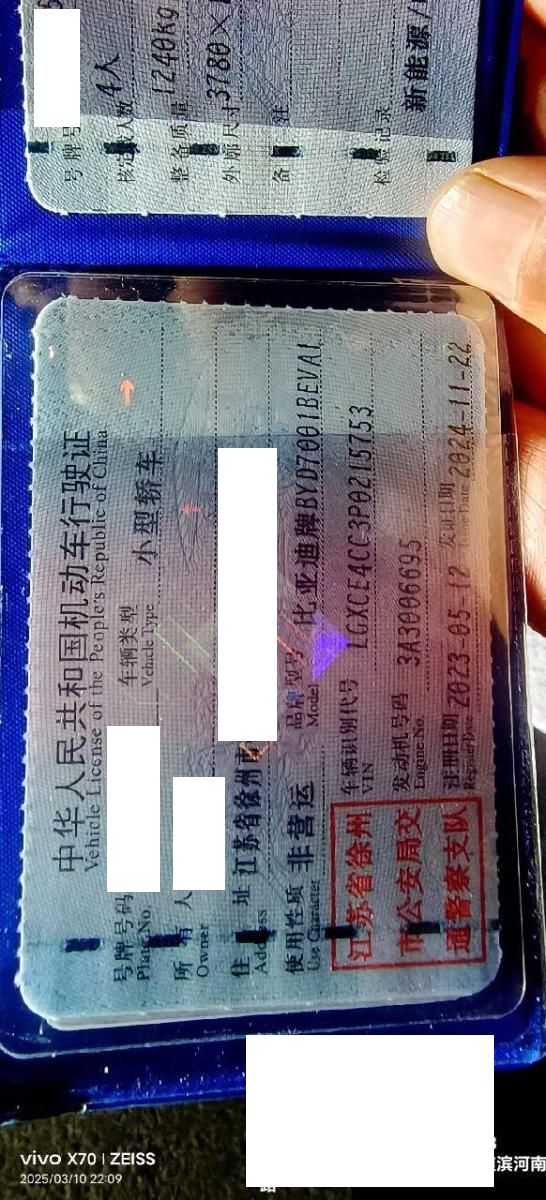 号牌号
核定 人数 4人
整备质量 1240kg
外廓尺寸 3780×1
备 注
检验记录 新能源/
中华人民共和国机动车行驶证
Vehicle License of the People's Republic of China
号牌号码 车辆类型 小型轿车
Plate No. Vehicle Type
所有人
Owner
住 址 江苏省徐州市
Address
使用性质 非营运 品牌型号 比亚迪牌BYD7001BEVA1
Use Character Model
江苏省徐州
市公安局交
通警察支队
车辆识别代号 LGXCE4CC3P0215753
VIN
发动机号码 3A3006695
Engine No.
注册日期 2023-05-12 发证日期 2024-11-22
Register Date Issue Date
vivo X70 | ZEISS
2025/03/10 22:09
滨河南
路